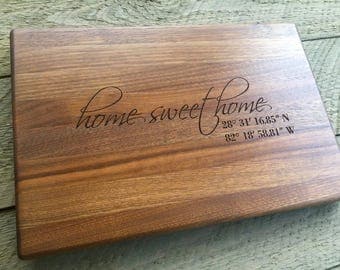 home sweet home
28° 31' 16.85" N
82° 18' 58.81" W